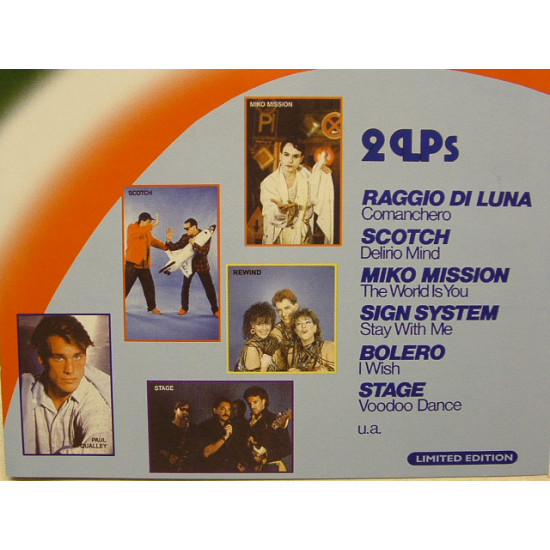 MIKO MISSION
SCOTCH
REWIND
STAGE
PAUL
QUALLEY
2 LPs
RAGGIO DI LUNA
Comanchero
SCOTCH
Delirio Mind
MIKO MISSION
The World Is You
SIGN SYSTEM
Stay With Me
BOLERO
I Wish
STAGE
Voodoo Dance
u.a.
LIMITED EDITION